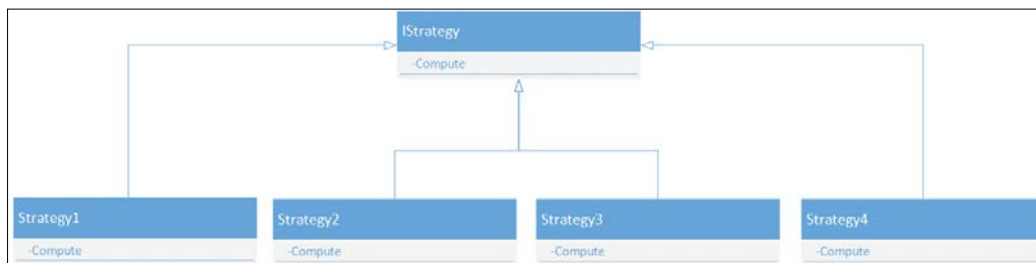 IStrategy
-Compute
Strategy1
-Compute
Strategy2
-Compute
Strategy3
-Compute
Strategy4
-Compute